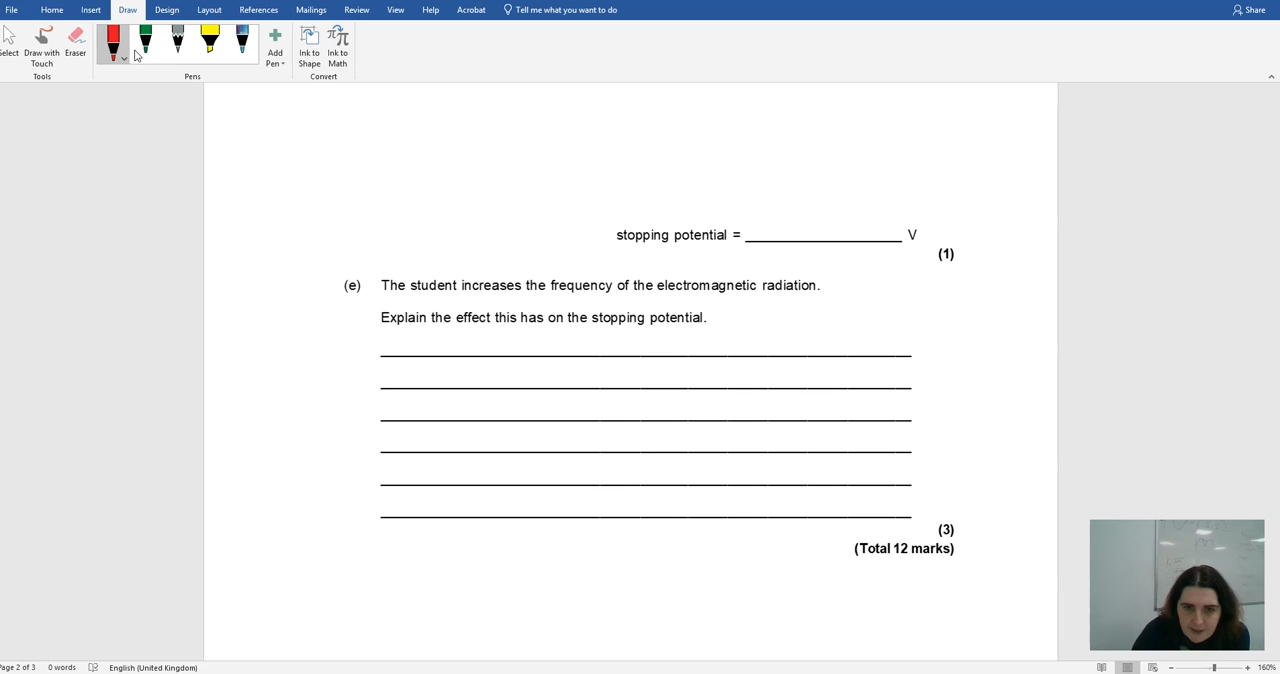 File Home Insert Draw Design Layout References Mailings Review View Help Acrobat Tell me what you want to do Share
Select Draw with Touch Eraser Add Pen Ink to Shape Ink to Math
Tools Pens Convert
stopping potential = ____________________ V
(1)
(e) The student increases the frequency of the electromagnetic radiation.
Explain the effect this has on the stopping potential.
(3)
(Total 12 marks)
Page 2 of 3 0 words English (United Kingdom) 160%